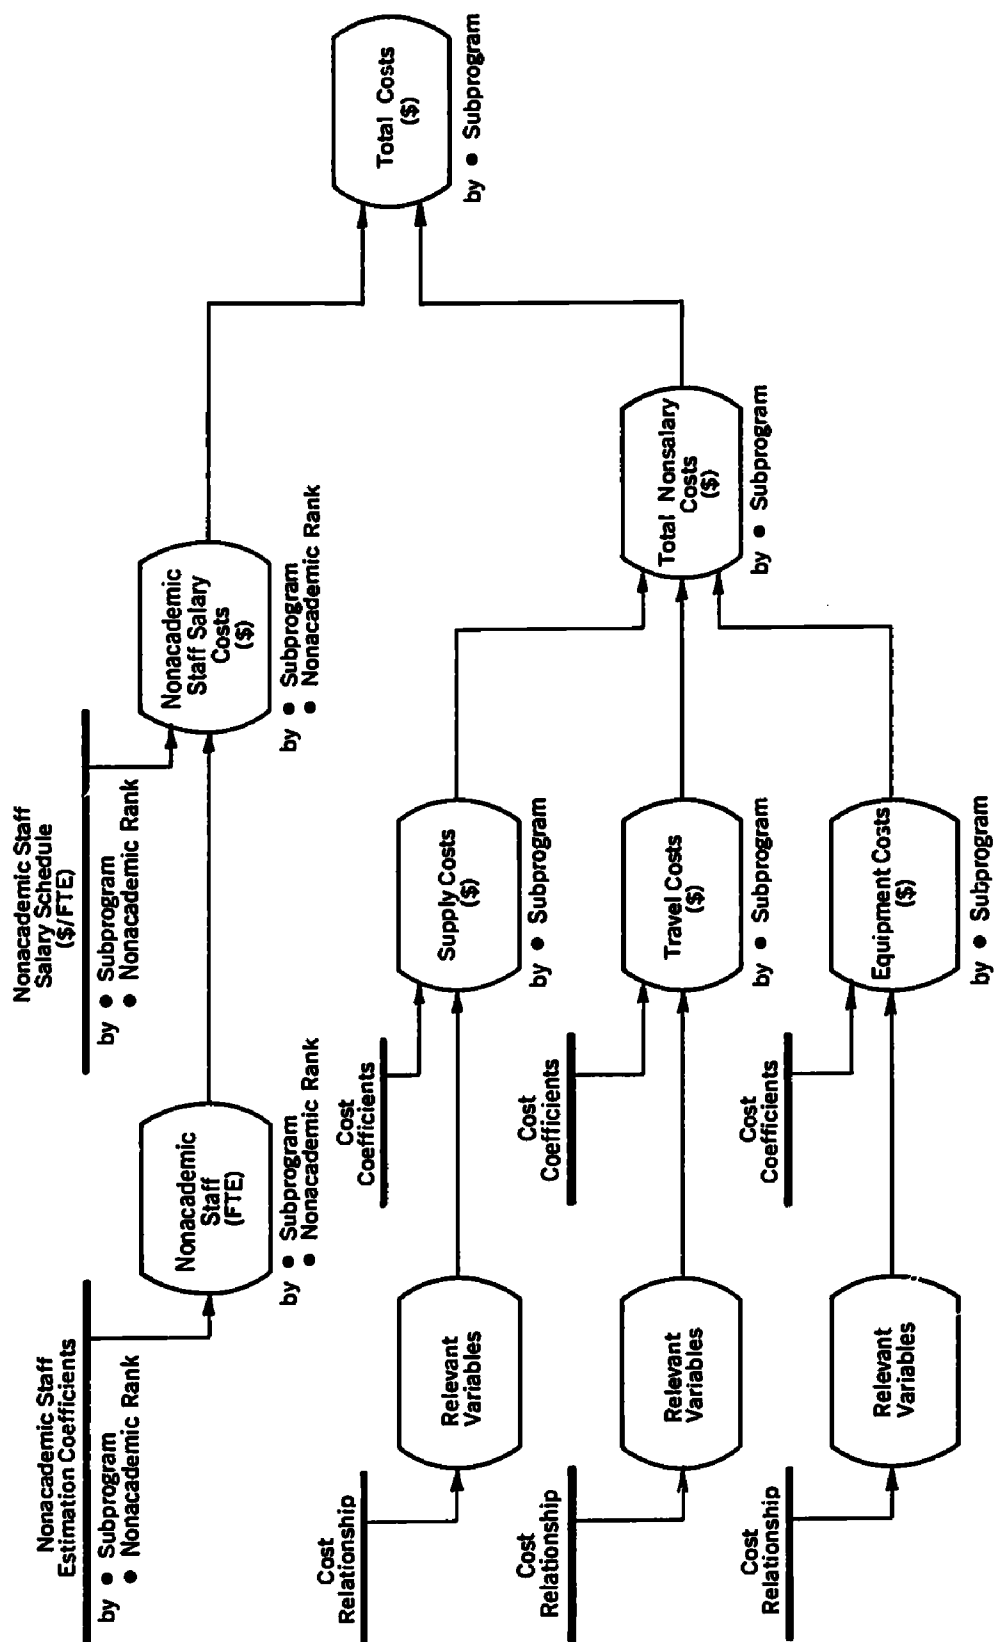 Nonacademic Staff
Estimation Coefficients
by • Subprogram
• Nonacademic Rank
Nonacademic
Staff
(FTE)
by • Subprogram
• Nonacademic Rank
Nonacademic Staff
Salary Schedule
($/FTE)
by • Subprogram
• Nonacademic Rank
Nonacademic
Staff Salary
Costs
($)
by • Subprogram
• Nonacademic Rank
Total Costs
($)
by • Subprogram
Cost
Relationship
Relevant
Variables
Cost
Coefficients
Supply Costs
($)
by • Subprogram
Cost
Relationship
Relevant
Variables
Cost
Coefficients
Travel Costs
($)
by • Subprogram
Total Nonsalary
Costs
($)
by • Subprogram
Cost
Relationship
Relevant
Variables
Cost
Coefficients
Equipment Costs
($)
by • Subprogram